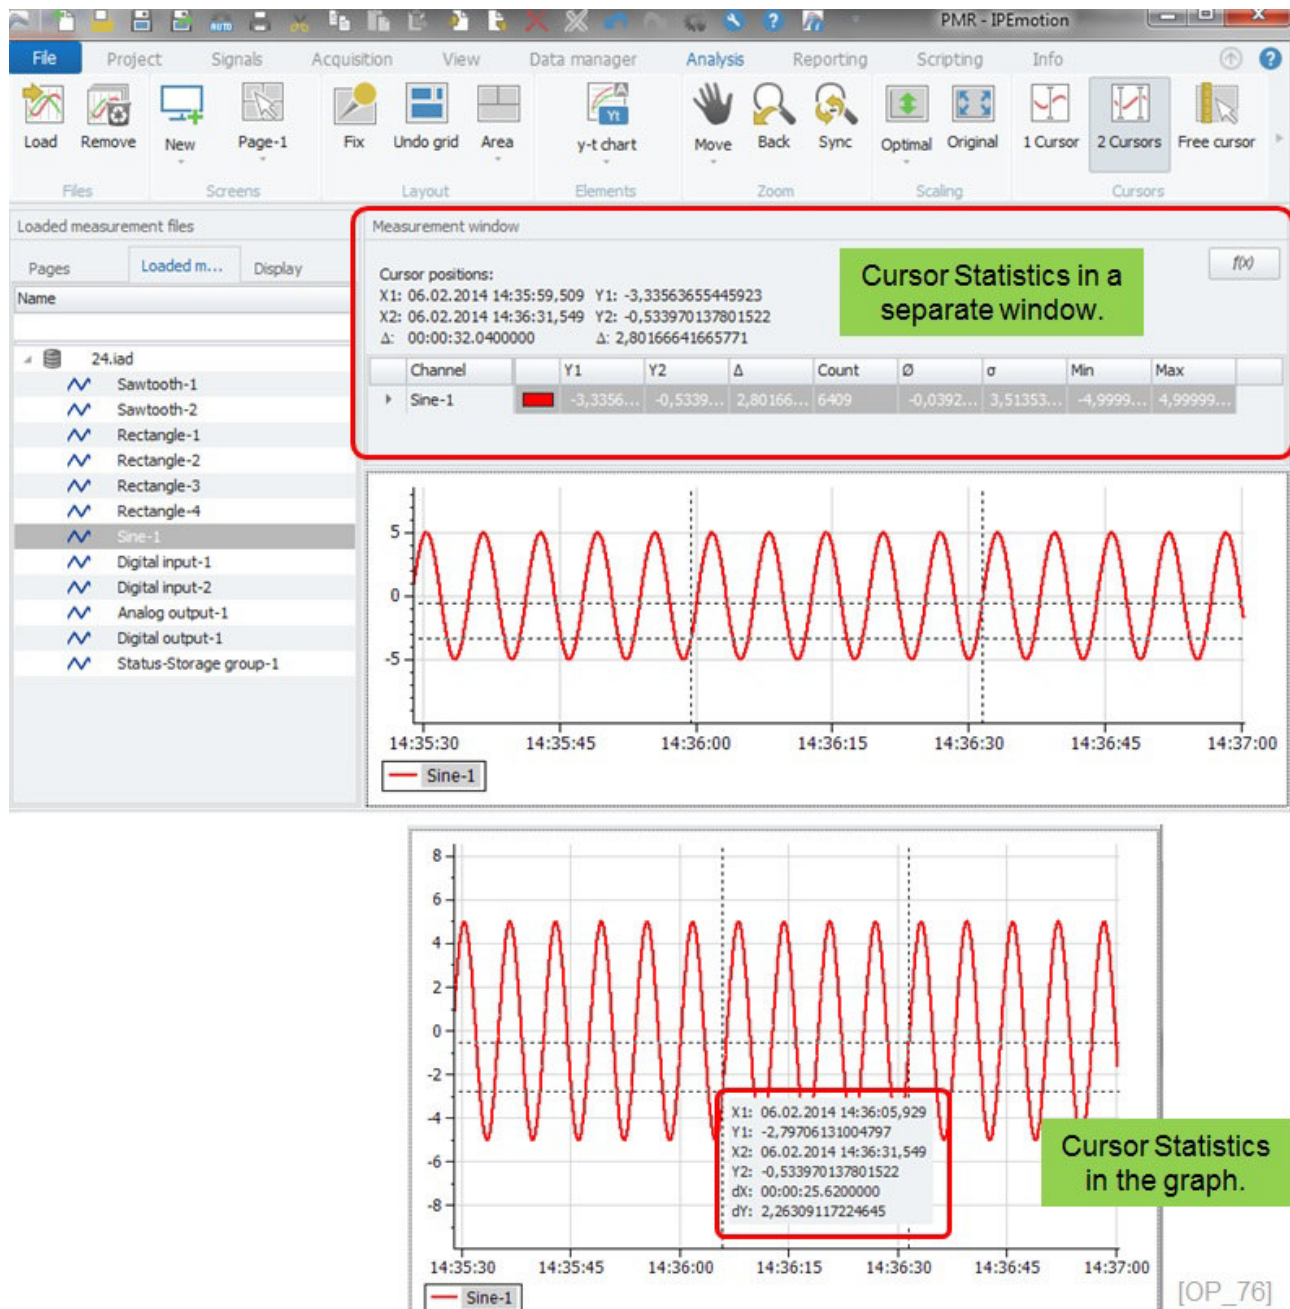 AUTO
PMR - IPEmotion
File Project Signals Acquisition View Data manager Analysis Reporting Scripting Info
Yt
Load Remove New Page-1 Fix Undo grid Area y-t chart Move Back Sync Optimal Original 1 Cursor 2 Cursors Free cursor
Files Screens Layout Elements Zoom Scaling Cursors
Loaded measurement files
Pages Loaded m... Display
Name
24.iad
Sawtooth-1
Sawtooth-2
Rectangle-1
Rectangle-2
Rectangle-3
Rectangle-4
Sine-1
Digital input-1
Digital input-2
Analog output-1
Digital output-1
Status-Storage group-1
Measurement window
f(x)
Cursor positions:
X1: 06.02.2014 14:35:59,509 Y1: -3,33563655445923
X2: 06.02.2014 14:36:31,549 Y2: -0,533970137801522
Δ: 00:00:32.0400000 Δ: 2,80166641665771
Cursor Statistics in a
separate window.
Channel Y1 Y2 Δ Count Ø σ Min Max
Sine-1 -3,3356... -0,5339... 2,80166... 6409 -0,0392... 3,51353... -4,9999... 4,99999...
5
0
-5
14:35:30 14:35:45 14:36:00 14:36:15 14:36:30 14:36:45 14:37:00
Sine-1
8
6
4
2
0
-2
-4
-6
-8
X1: 06.02.2014 14:36:05,929
Y1: -2,79706131004797
X2: 06.02.2014 14:36:31,549
Y2: -0,533970137801522
dX: 00:00:25.6200000
dY: 2,26309117224645
Cursor Statistics
in the graph.
14:35:30 14:35:45 14:36:00 14:36:15 14:36:30 14:36:45 14:37:00
Sine-1
[OP_76]